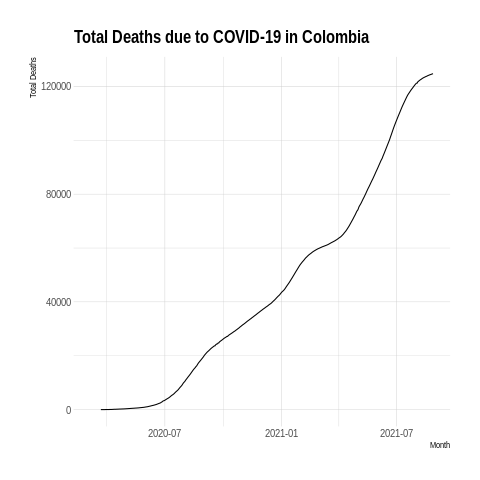 Total Deaths due to COVID-19 in Colombia
Total Deaths
120000
80000
40000
0
2020-07
2021-01
2021-07
Month